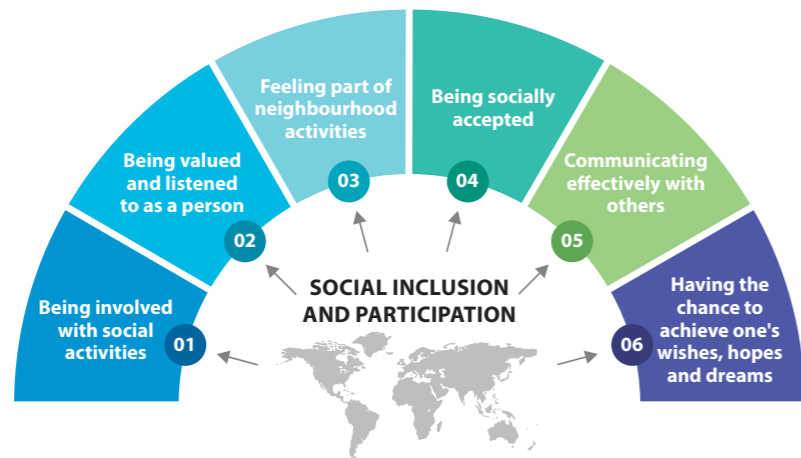 Being involved
with social
activities
01
Being valued
and listened
to as a person
02
Feeling part of
neighbourhood
activities
03
Being socially
accepted
04
Communicating
effectively with
others
05
Having the
chance to
achieve one's
wishes, hopes
and dreams
06
SOCIAL INCLUSION
AND PARTICIPATION